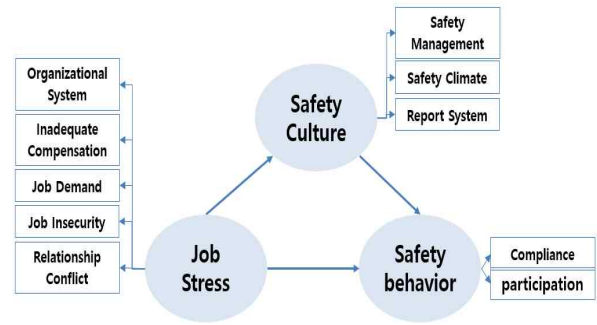 Safety
Management
Safety Climate
Report System
Safety
Culture
Organizational
System
Inadequate
Compensation
Job Demand
Job Insecurity
Relationship
Conflict
Job
Stress
Safety
behavior
Compliance
participation